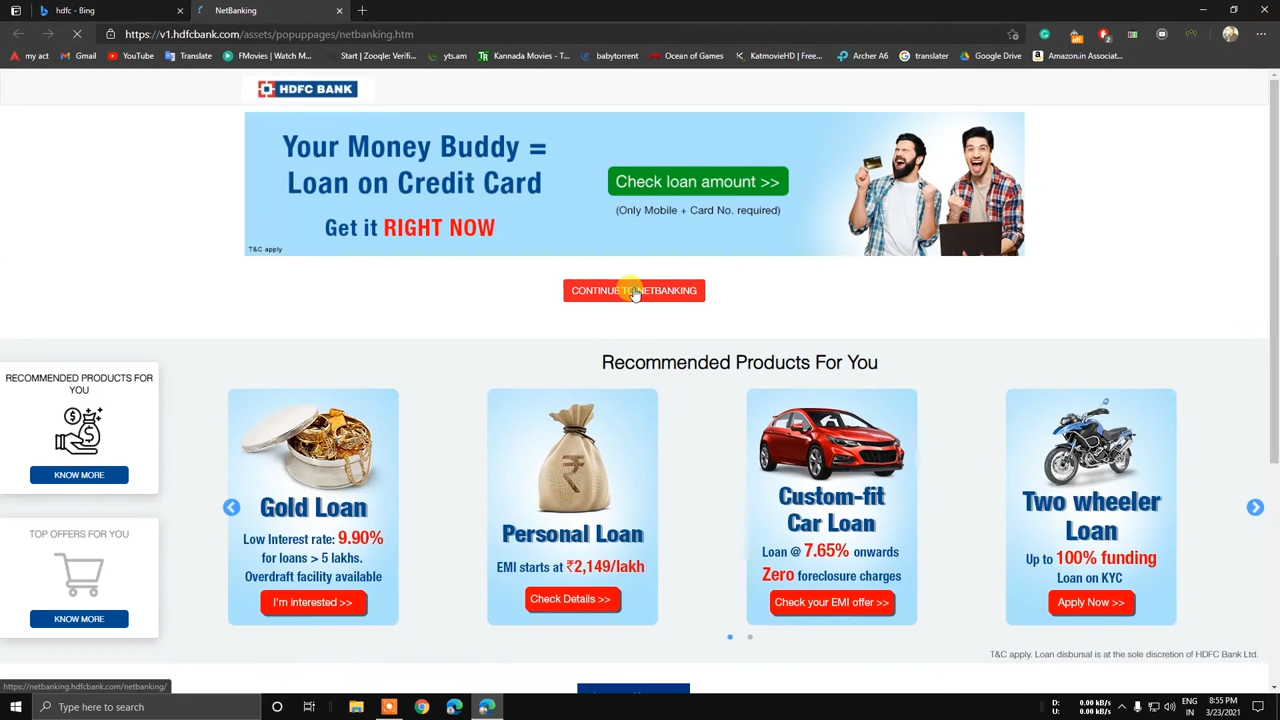 hdfc - Bing
NetBanking
https://v1.hdfcbank.com/assets/popuppages/netbanking.htm
my act
Gmail
YouTube
Translate
FMovies | Watch M...
Start | Zooqle: Verify...
yts.am
Kannada Movies - T...
babytorrent
Ocean of Games
KatmovieHD | Free...
Archer A6
translater
Google Drive
Amazon.in Associat...
HDFC BANK
Your Money Buddy =
Loan on Credit Card
Get it RIGHT NOW
T&C apply
Check loan amount >>
(Only Mobile + Card No. required)
CONTINUE TO NETBANKING
Recommended Products For You
RECOMMENDED PRODUCTS FOR
YOU
KNOW MORE
TOP OFFERS FOR YOU
KNOW MORE
Gold Loan
Low Interest rate: 9.90%
for loans > 5 lakhs.
Overdraft facility available
I'm interested >>
Personal Loan
EMI starts at ₹2,149/lakh
Check Details >>
Custom-fit
Car Loan
Loan @ 7.65% onwards
Zero foreclosure charges
Check your EMI offer >>
Two wheeler
Loan
Up to 100% funding
Loan on KYC
Apply Now >>
T&C apply. Loan disbursal is at the sole discretion of HDFC Bank Ltd.
https://netbanking.hdfcbank.com/netbanking/
Type here to search
D: 0.00 kB/s
U: 0.00 kB/s
ENG
IN
8:55 PM
3/23/2021